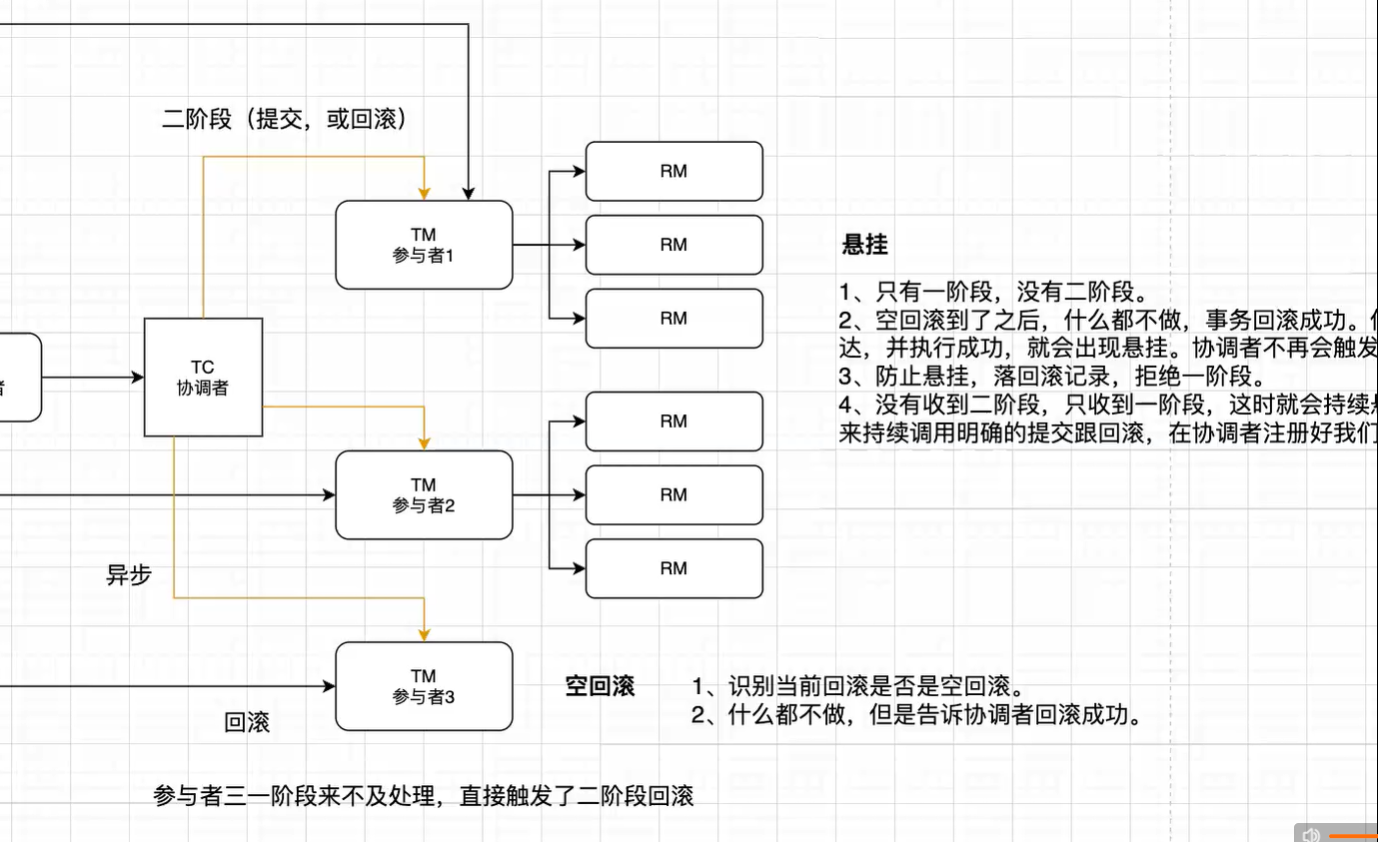 二阶段（提交，或回滚）
RM
TM
参与者1
RM
RM
悬挂
1、只有一阶段，没有二阶段。
2、空回滚到了之后，什么都不做，事务回滚成功。
达，并执行成功，就会出现悬挂。协调者不再会触发
3、防止悬挂，落回滚记录，拒绝一阶段。
4、没有收到二阶段，只收到一阶段，这时就会持续
来持续调用明确的提交跟回滚，在协调者注册好我们
者
TC
协调者
RM
TM
参与者2
RM
RM
异步
TM
参与者3
回滚
空回滚
1、识别当前回滚是否是空回滚。
2、什么都不做，但是告诉协调者回滚成功。
参与者三一阶段来不及处理，直接触发了二阶段回滚